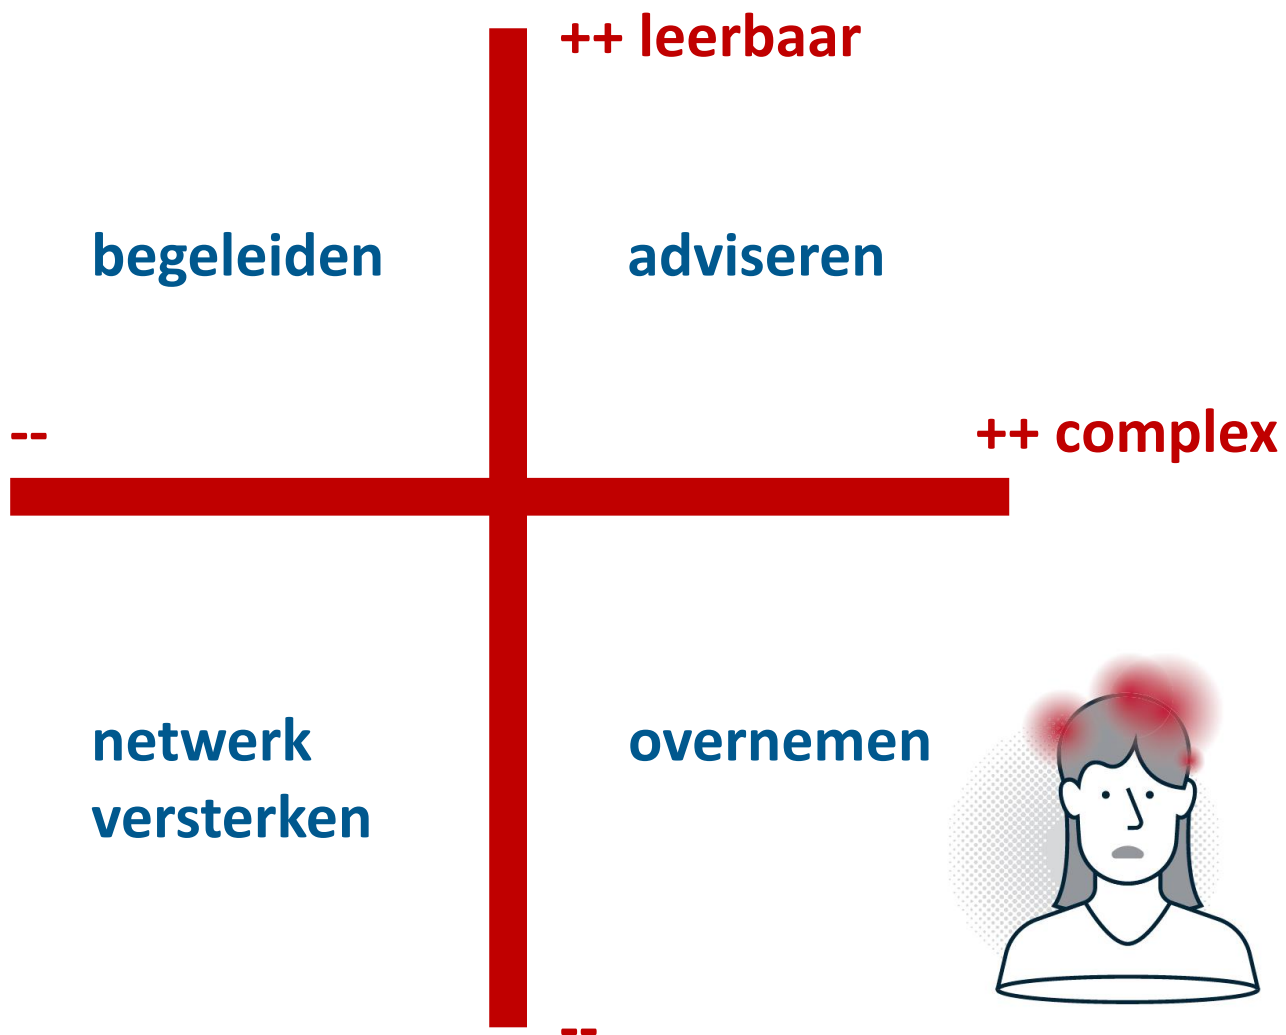 ++ leerbaar
begeleiden
adviseren
--
++ complex
netwerk
versterken
overnemen
--